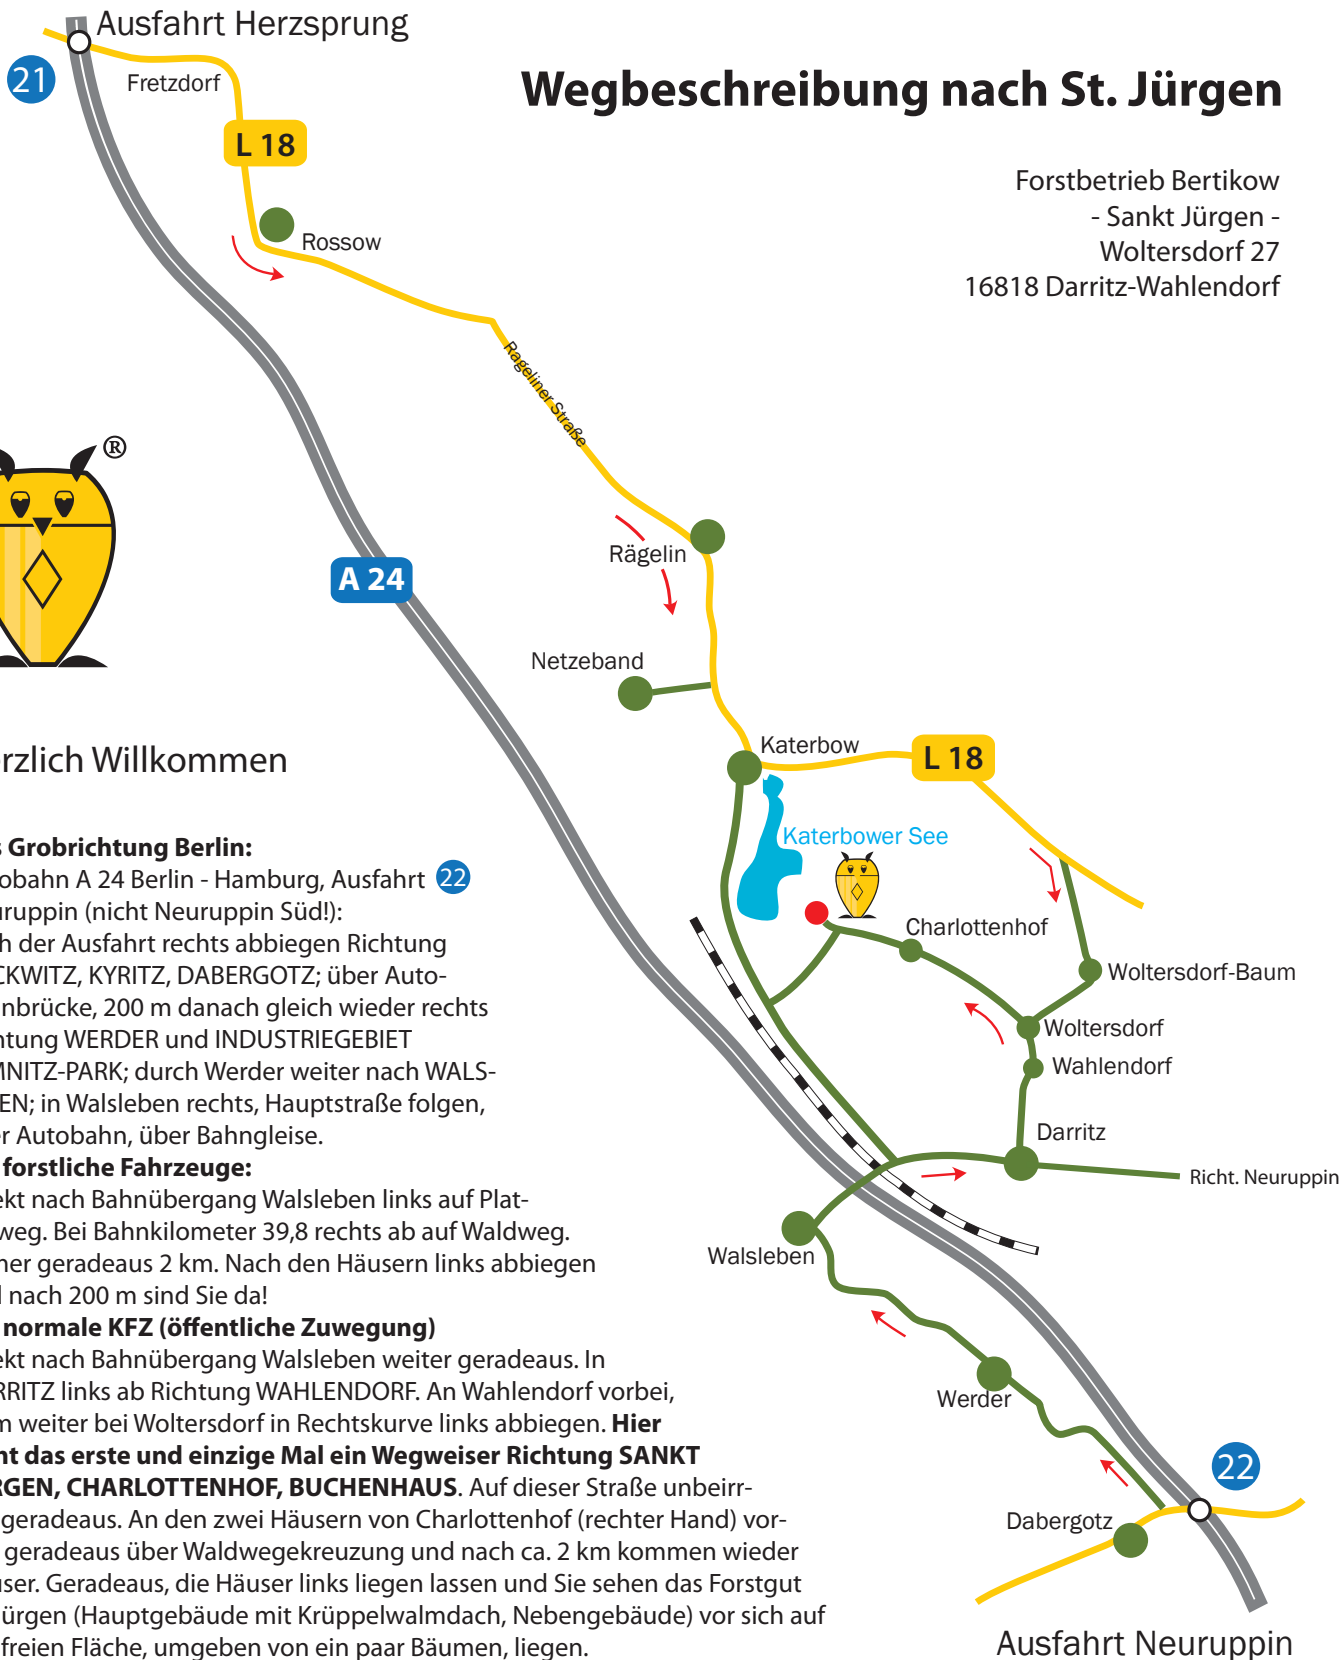 Ausfahrt Herzsprung
21
Fretzdorf
Wegbeschreibung nach St. Jürgen
L 18
Forstbetrieb Bertikow
- Sankt Jürgen -
Woltersdorf 27
16818 Darritz-Wahlendorf
Rossow
Rägeliner Straße
®
Rägelin
A 24
Netzeband
rzlich Willkommen
Katerbow
L 18
Katerbower See
Charlottenhof
Woltersdorf-Baum
Woltersdorf
Wahlendorf
Darritz
Richt. Neuruppin
Walsleben
Werder
22
Dabergotz
Ausfahrt Neuruppin
s Grobrichtung Berlin:
obahn A 24 Berlin - Hamburg, Ausfahrt 22
uruppin (nicht Neuruppin Süd!):
ch der Ausfahrt rechts abbiegen Richtung
CKWITZ, KYRITZ, DABERGOTZ; über Auto-
nbrücke, 200 m danach gleich wieder rechts
htung WERDER und INDUSTRIEGEBIET
MNITZ-PARK; durch Werder weiter nach WALS-
EN; in Walsleben rechts, Hauptstraße folgen,
er Autobahn, über Bahngleise.
forstliche Fahrzeuge:
ekt nach Bahnübergang Walsleben links auf Plat-
weg. Bei Bahnkilometer 39,8 rechts ab auf Waldweg.
ner geradeaus 2 km. Nach den Häusern links abbiegen
d nach 200 m sind Sie da!
normale KFZ (öffentliche Zuwegung)
ekt nach Bahnübergang Walsleben weiter geradeaus. In
RRITZ links ab Richtung WAHLENDORF. An Wahlendorf vorbei,
m weiter bei Woltersdorf in Rechtskurve links abbiegen. Hier
ht das erste und einzige Mal ein Wegweiser Richtung SANKT
RGEN, CHARLOTTENHOF, BUCHENHAUS. Auf dieser Straße unbeirr-
geradeaus. An den zwei Häusern von Charlottenhof (rechter Hand) vor-
geradeaus über Waldwegekreuzung und nach ca. 2 km kommen wieder
user. Geradeaus, die Häuser links liegen lassen und Sie sehen das Forstgut
Jürgen (Hauptgebäude mit Krüppelwalmdach, Nebengebäude) vor sich auf
freien Fläche, umgeben von ein paar Bäumen, liegen.